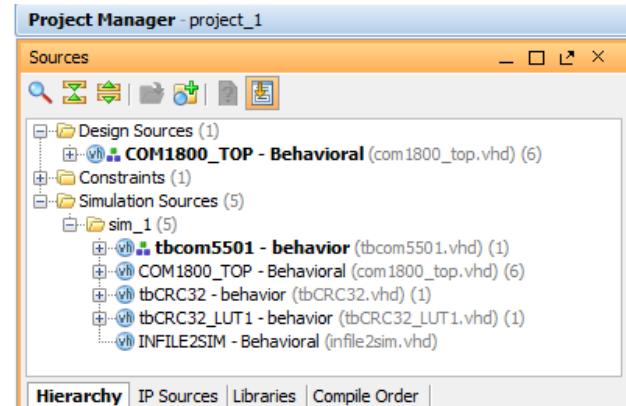 Project Manager - project_1
Sources
Design Sources (1)
COM1800_TOP - Behavioral (com1800_top.vhd) (6)
Constraints (1)
Simulation Sources (5)
sim_1 (5)
tbcom5501 - behavior (tbcom5501.vhd) (1)
COM1800_TOP - Behavioral (com1800_top.vhd) (6)
tbCRC32 - behavior (tbCRC32.vhd) (1)
tbCRC32_LUT1 - behavior (tbCRC32_LUT1.vhd) (1)
INFILE2SIM - Behavioral (infile2sim.vhd)
Hierarchy IP Sources Libraries Compile Order